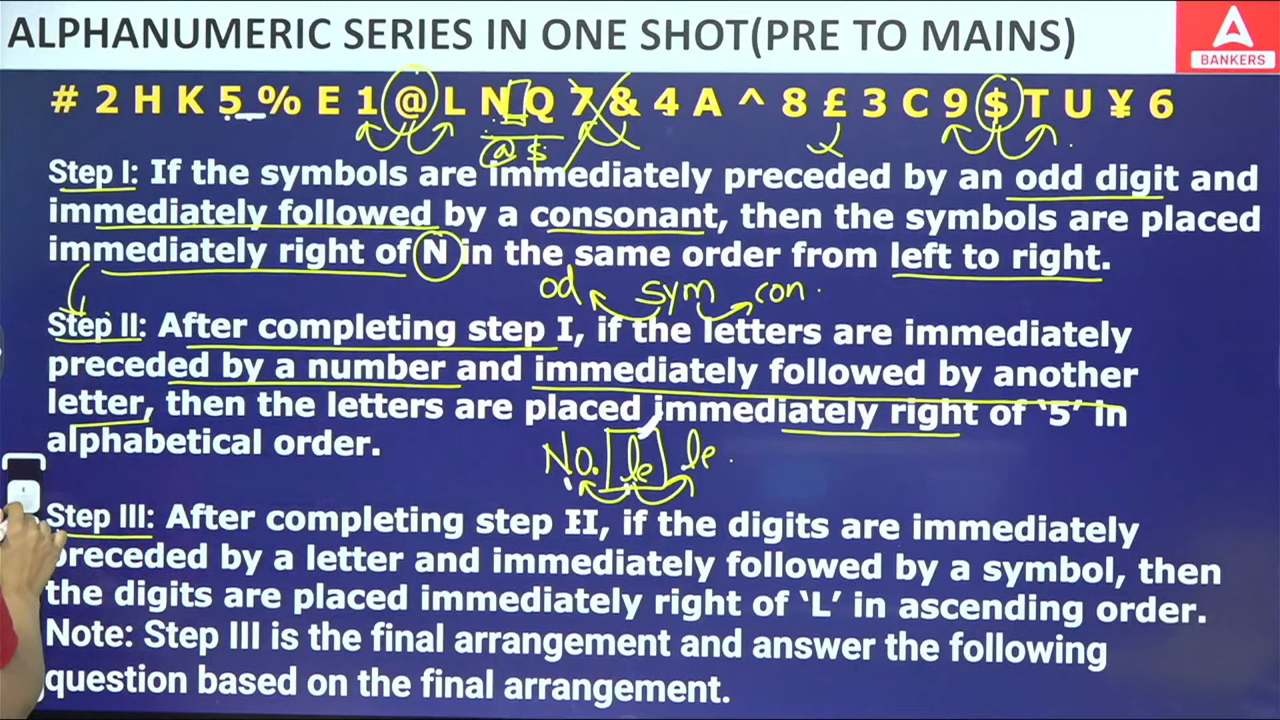 ALPHANUMERIC SERIES IN ONE SHOT(PRE TO MAINS)
A
BANKERS
# 2 H K 5 % E 1 @ L N Q 7 & 4 A ^ 8 £ 3 C 9 $ T U ¥ 6
@ $
Step I: If the symbols are immediately preceded by an odd digit and
immediately followed by a consonant, then the symbols are placed
immediately right of N in the same order from left to right.
od sym con.
Step II: After completing step I, if the letters are immediately
preceded by a number and immediately followed by another
letter, then the letters are placed immediately right of ‘5’ in
alphabetical order.
No. le le.
Step III: After completing step II, if the digits are immediately
preceded by a letter and immediately followed by a symbol, then
the digits are placed immediately right of ‘L’ in ascending order.
Note: Step III is the final arrangement and answer the following
question based on the final arrangement.